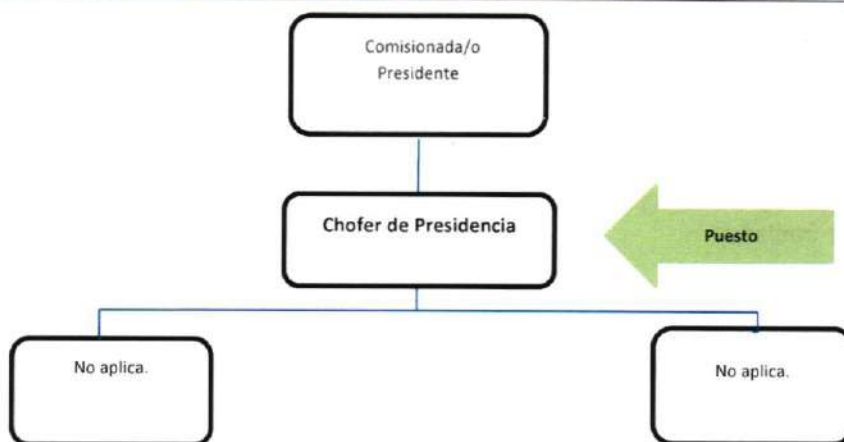 Comisionada/o
Presidente
Chofer de Presidencia
Puesto
No aplica.
No aplica.